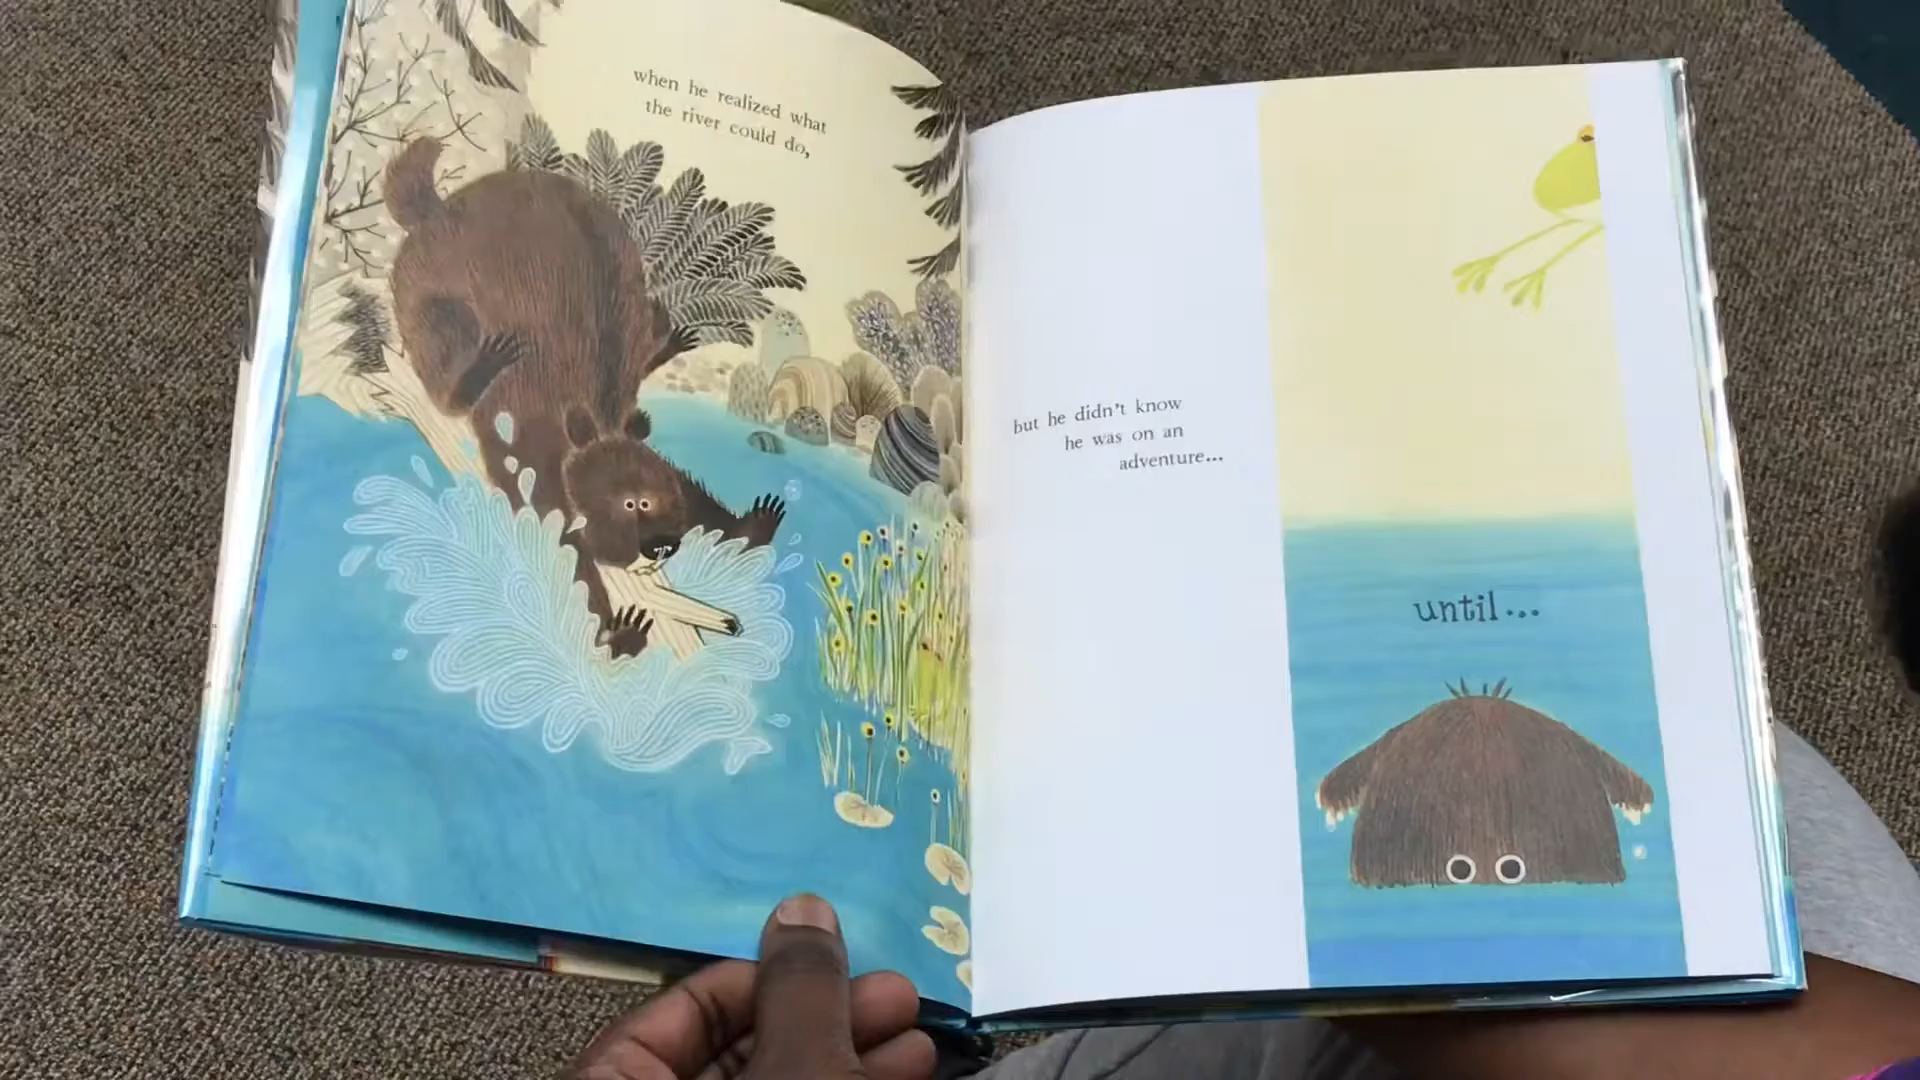 when he realized what
the river could do,
but he didn't know
he was on an
adventure...
until...